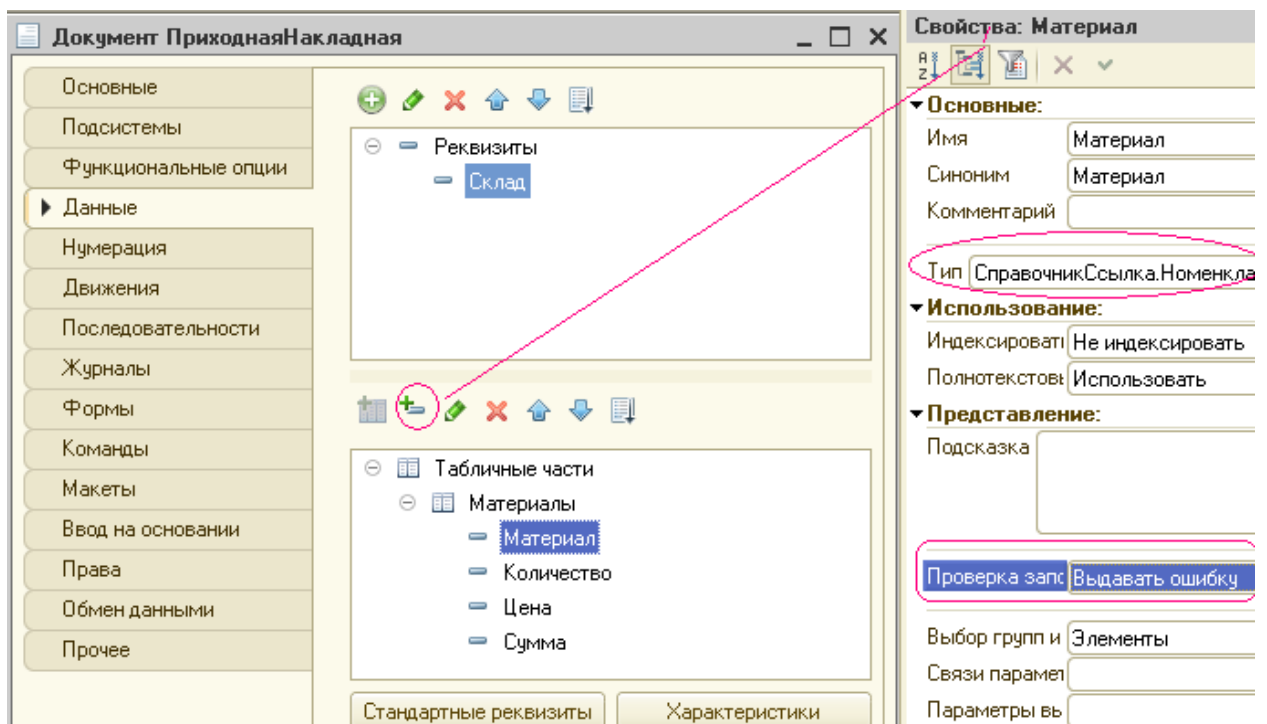 Документ ПриходнаяНакладная
Основные
Подсистемы
Функциональные опции
Данные
Нумерация
Движения
Последовательности
Журналы
Формы
Команды
Макеты
Ввод на основании
Права
Обмен данными
Прочее
Реквизиты
Склад
Табличные части
Материалы
Материал
Количество
Цена
Сумма
Стандартные реквизиты
Характеристики
Свойства: Материал
Основные:
Имя Материал
Синоним Материал
Комментарий
Тип СправочникСсылка.Номенкла
Использование:
Индексироват Не индексировать
Полнотекстов Использовать
Представление:
Подсказка
Проверка запо Выдавать ошибку
Выбор групп и Элементы
Связи парамет
Параметры вы